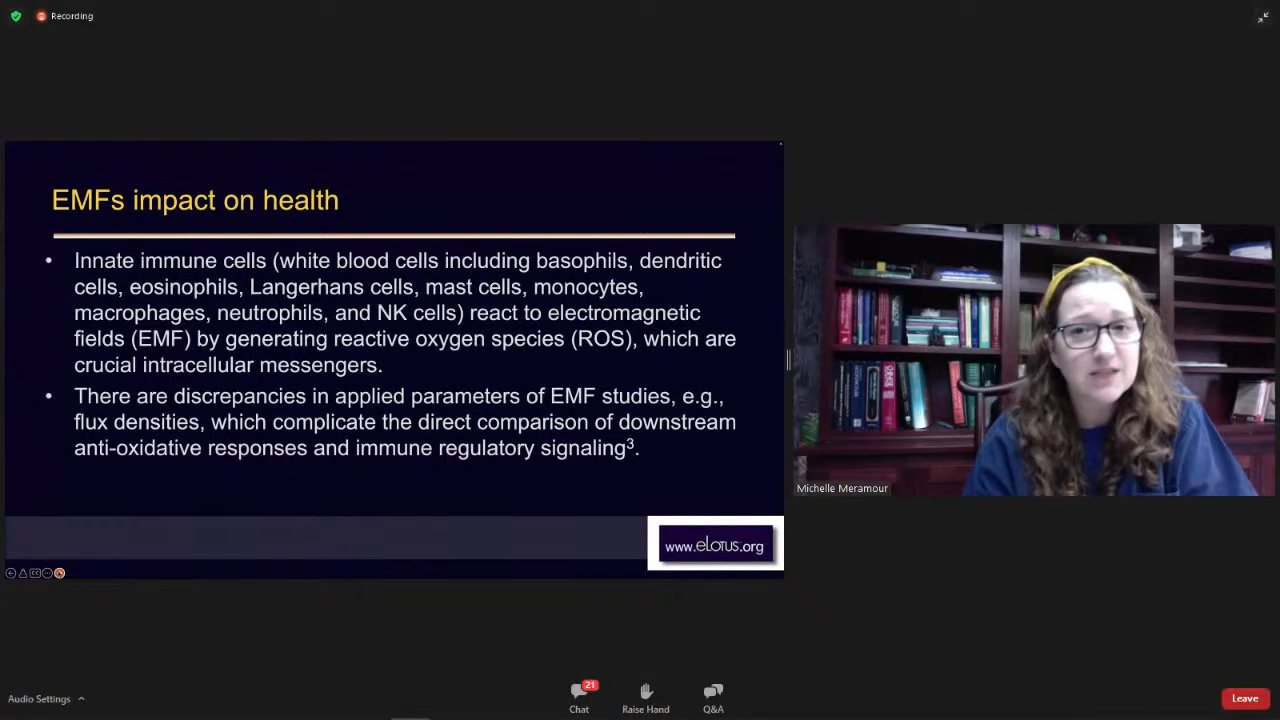 Recording
EMFs impact on health
• Innate immune cells (white blood cells including basophils, dendritic
cells, eosinophils, Langerhans cells, mast cells, monocytes,
macrophages, neutrophils, and NK cells) react to electromagnetic
fields (EMF) by generating reactive oxygen species (ROS), which are
crucial intracellular messengers.
• There are discrepancies in applied parameters of EMF studies, e.g.,
flux densities, which complicate the direct comparison of downstream
anti-oxidative responses and immune regulatory signaling³.
www.eLotus.org
Michelle Meramour
Audio Settings
21
Chat
Raise Hand
Q&A
Leave